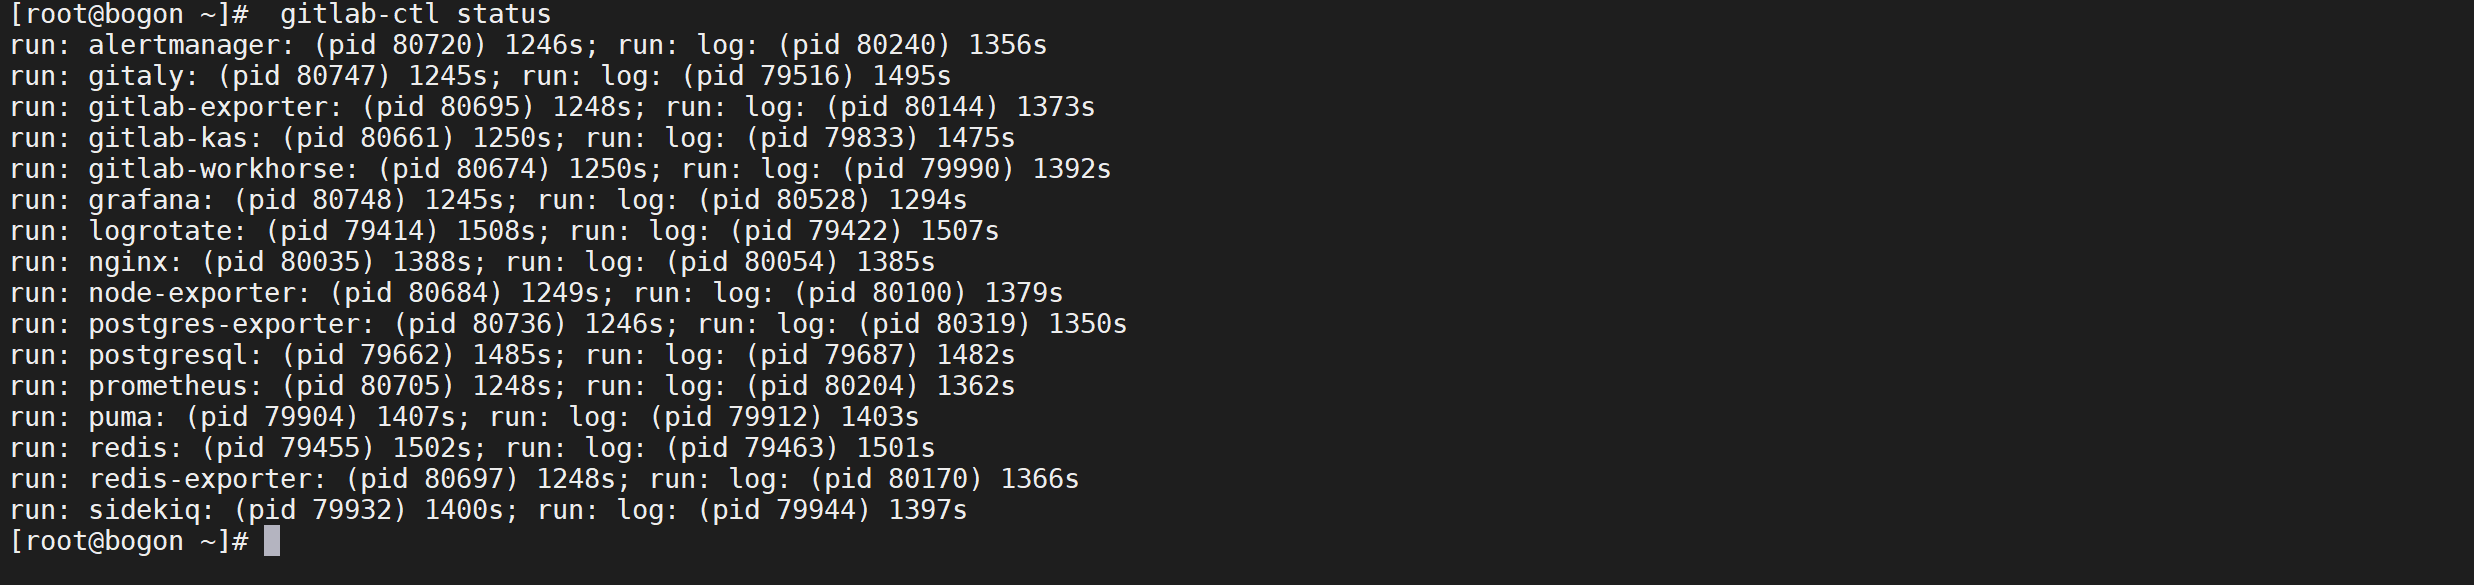 [root@bogon ~]#  gitlab-ctl status
run: alertmanager: (pid 80720) 1246s; run: log: (pid 80240) 1356s
run: gitaly: (pid 80747) 1245s; run: log: (pid 79516) 1495s
run: gitlab-exporter: (pid 80695) 1248s; run: log: (pid 80144) 1373s
run: gitlab-kas: (pid 80661) 1250s; run: log: (pid 79833) 1475s
run: gitlab-workhorse: (pid 80674) 1250s; run: log: (pid 79990) 1392s
run: grafana: (pid 80748) 1245s; run: log: (pid 80528) 1294s
run: logrotate: (pid 79414) 1508s; run: log: (pid 79422) 1507s
run: nginx: (pid 80035) 1388s; run: log: (pid 80054) 1385s
run: node-exporter: (pid 80684) 1249s; run: log: (pid 80100) 1379s
run: postgres-exporter: (pid 80736) 1246s; run: log: (pid 80319) 1350s
run: postgresql: (pid 79662) 1485s; run: log: (pid 79687) 1482s
run: prometheus: (pid 80705) 1248s; run: log: (pid 80204) 1362s
run: puma: (pid 79904) 1407s; run: log: (pid 79912) 1403s
run: redis: (pid 79455) 1502s; run: log: (pid 79463) 1501s
run: redis-exporter: (pid 80697) 1248s; run: log: (pid 80170) 1366s
run: sidekiq: (pid 79932) 1400s; run: log: (pid 79944) 1397s
[root@bogon ~]#